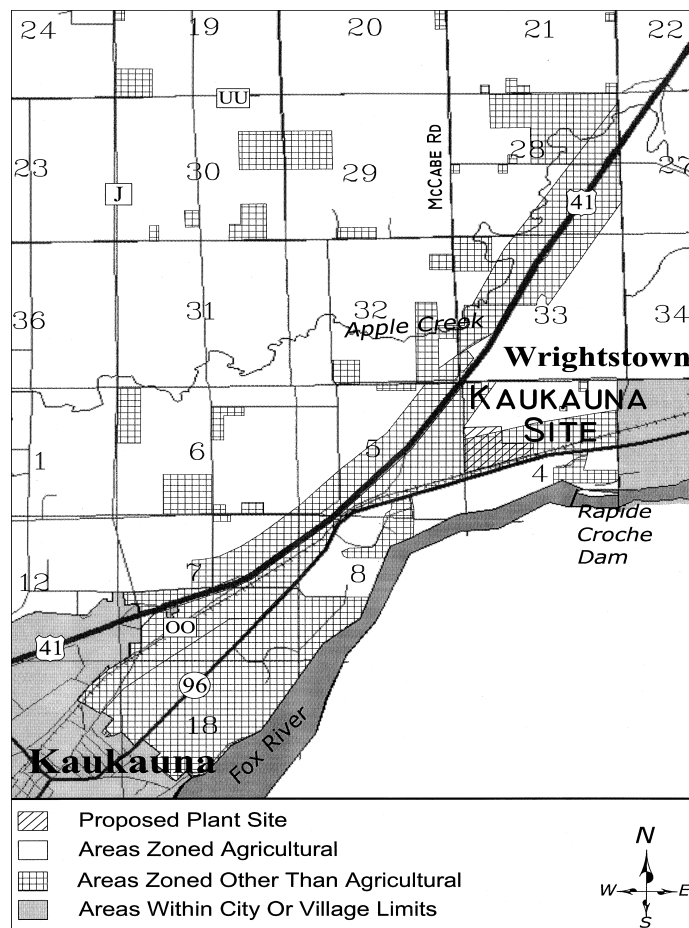 24 19 20 21 22
UU
McCabe Rd
23 30 29 28 27
J
41
36 31 32 33 34
Apple Creek
Wrightstown
Kaukauna
Site
1 6 5 4
Rapide
Croche
Dam
12 7 8
OO
41
96
18
Kaukauna
Fox River
Proposed Plant Site
Areas Zoned Agricultural
Areas Zoned Other Than Agricultural
Areas Within City Or Village Limits
N
W E
S